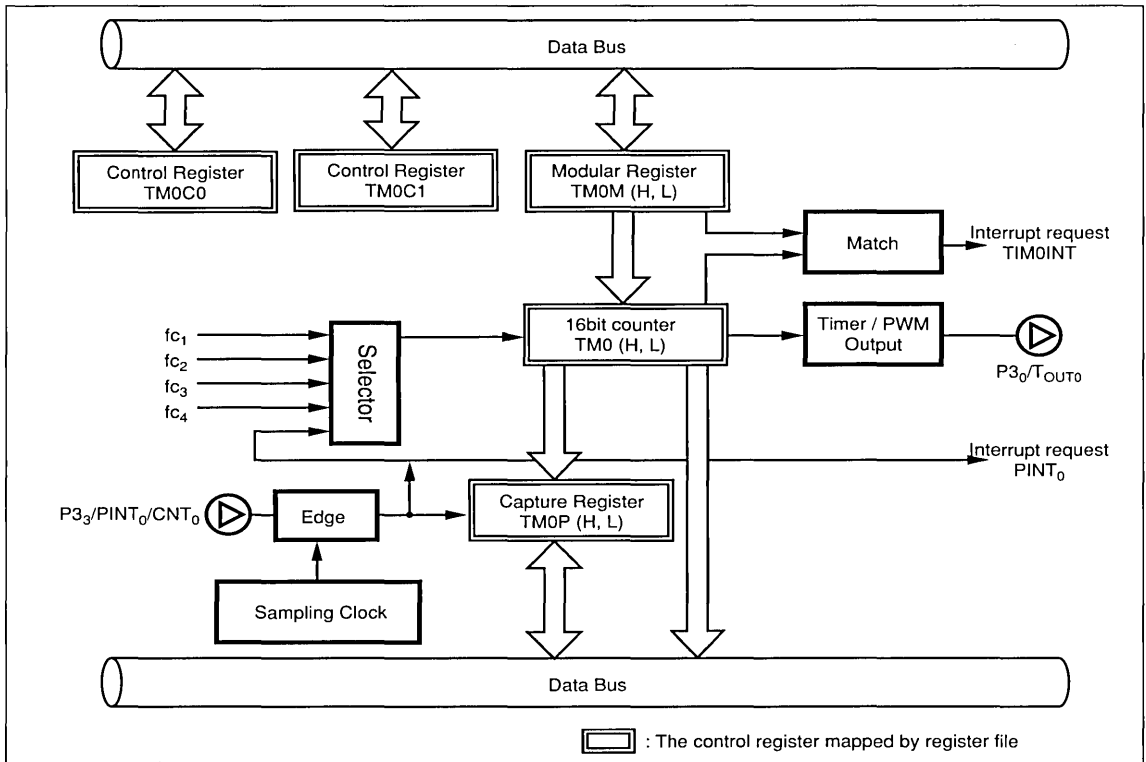 Data Bus
Control Register
TM0C0
Control Register
TM0C1
Modular Register
TM0M (H, L)
Match
Interrupt request
TIM0INT
fc₁
fc₂
fc₃
fc₄
Selector
16bit counter
TM0 (H, L)
Timer / PWM
Output
P3₀/T_OUT0
Interrupt request
PINT₀
P3₃/PINT₀/CNT₀
Edge
Capture Register
TM0P (H, L)
Sampling Clock
Data Bus
: The control register mapped by register file